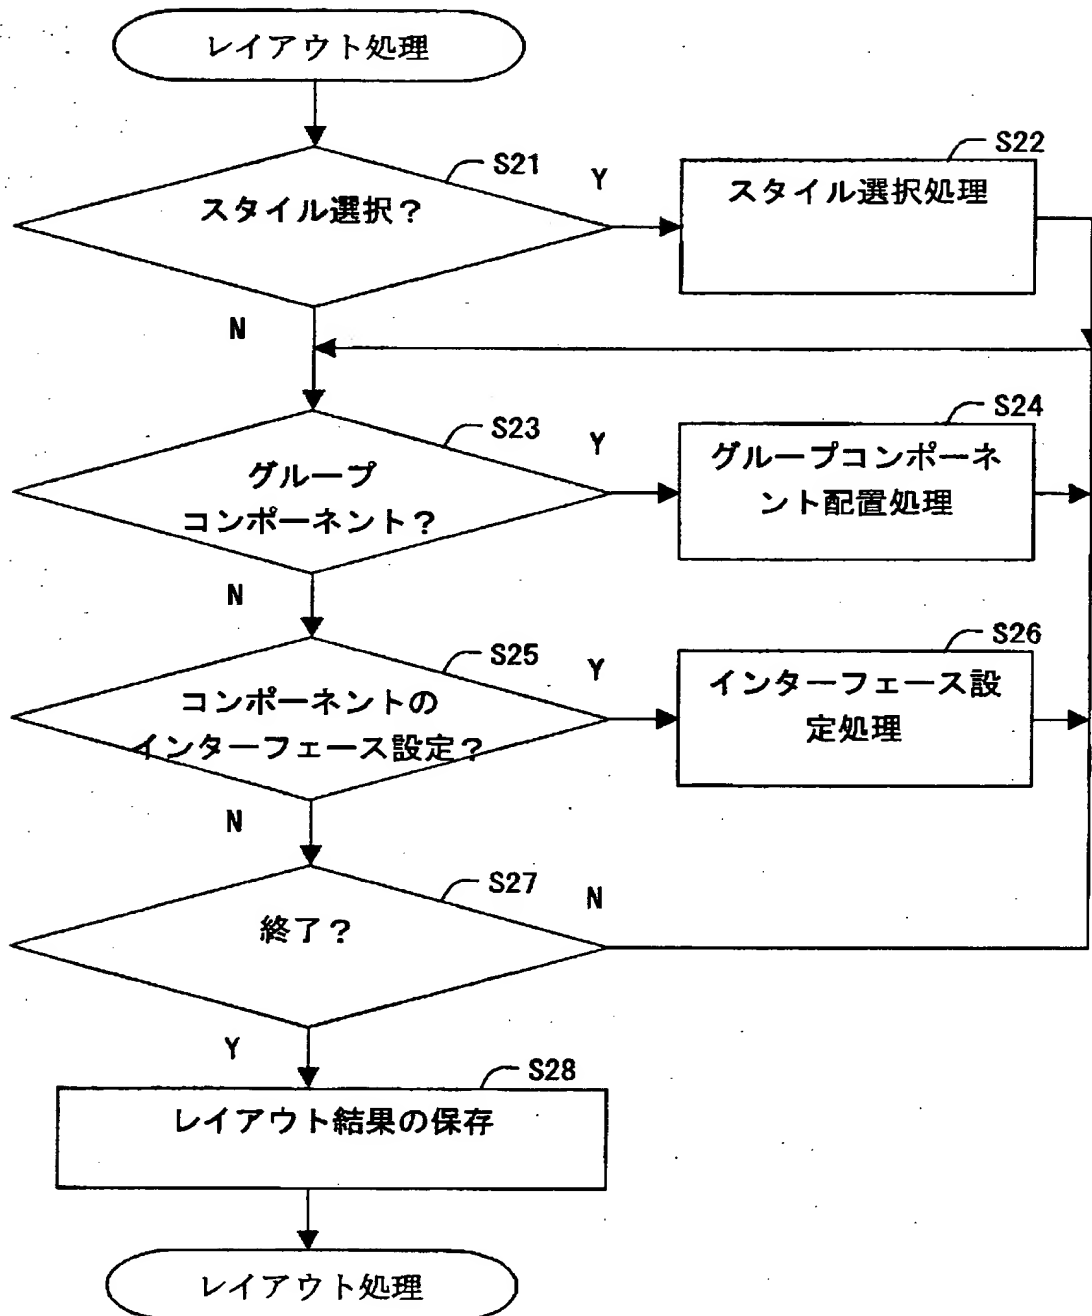 レイアウト処理
S21
スタイル選択？
Y
S22
スタイル選択処理
N
S23
グループ
コンポーネント？
Y
S24
グループコンポーネ
ント配置処理
N
S25
コンポーネントの
インターフェース設定？
Y
S26
インターフェース設
定処理
N
S27
終了？
N
Y
S28
レイアウト結果の保存
レイアウト処理